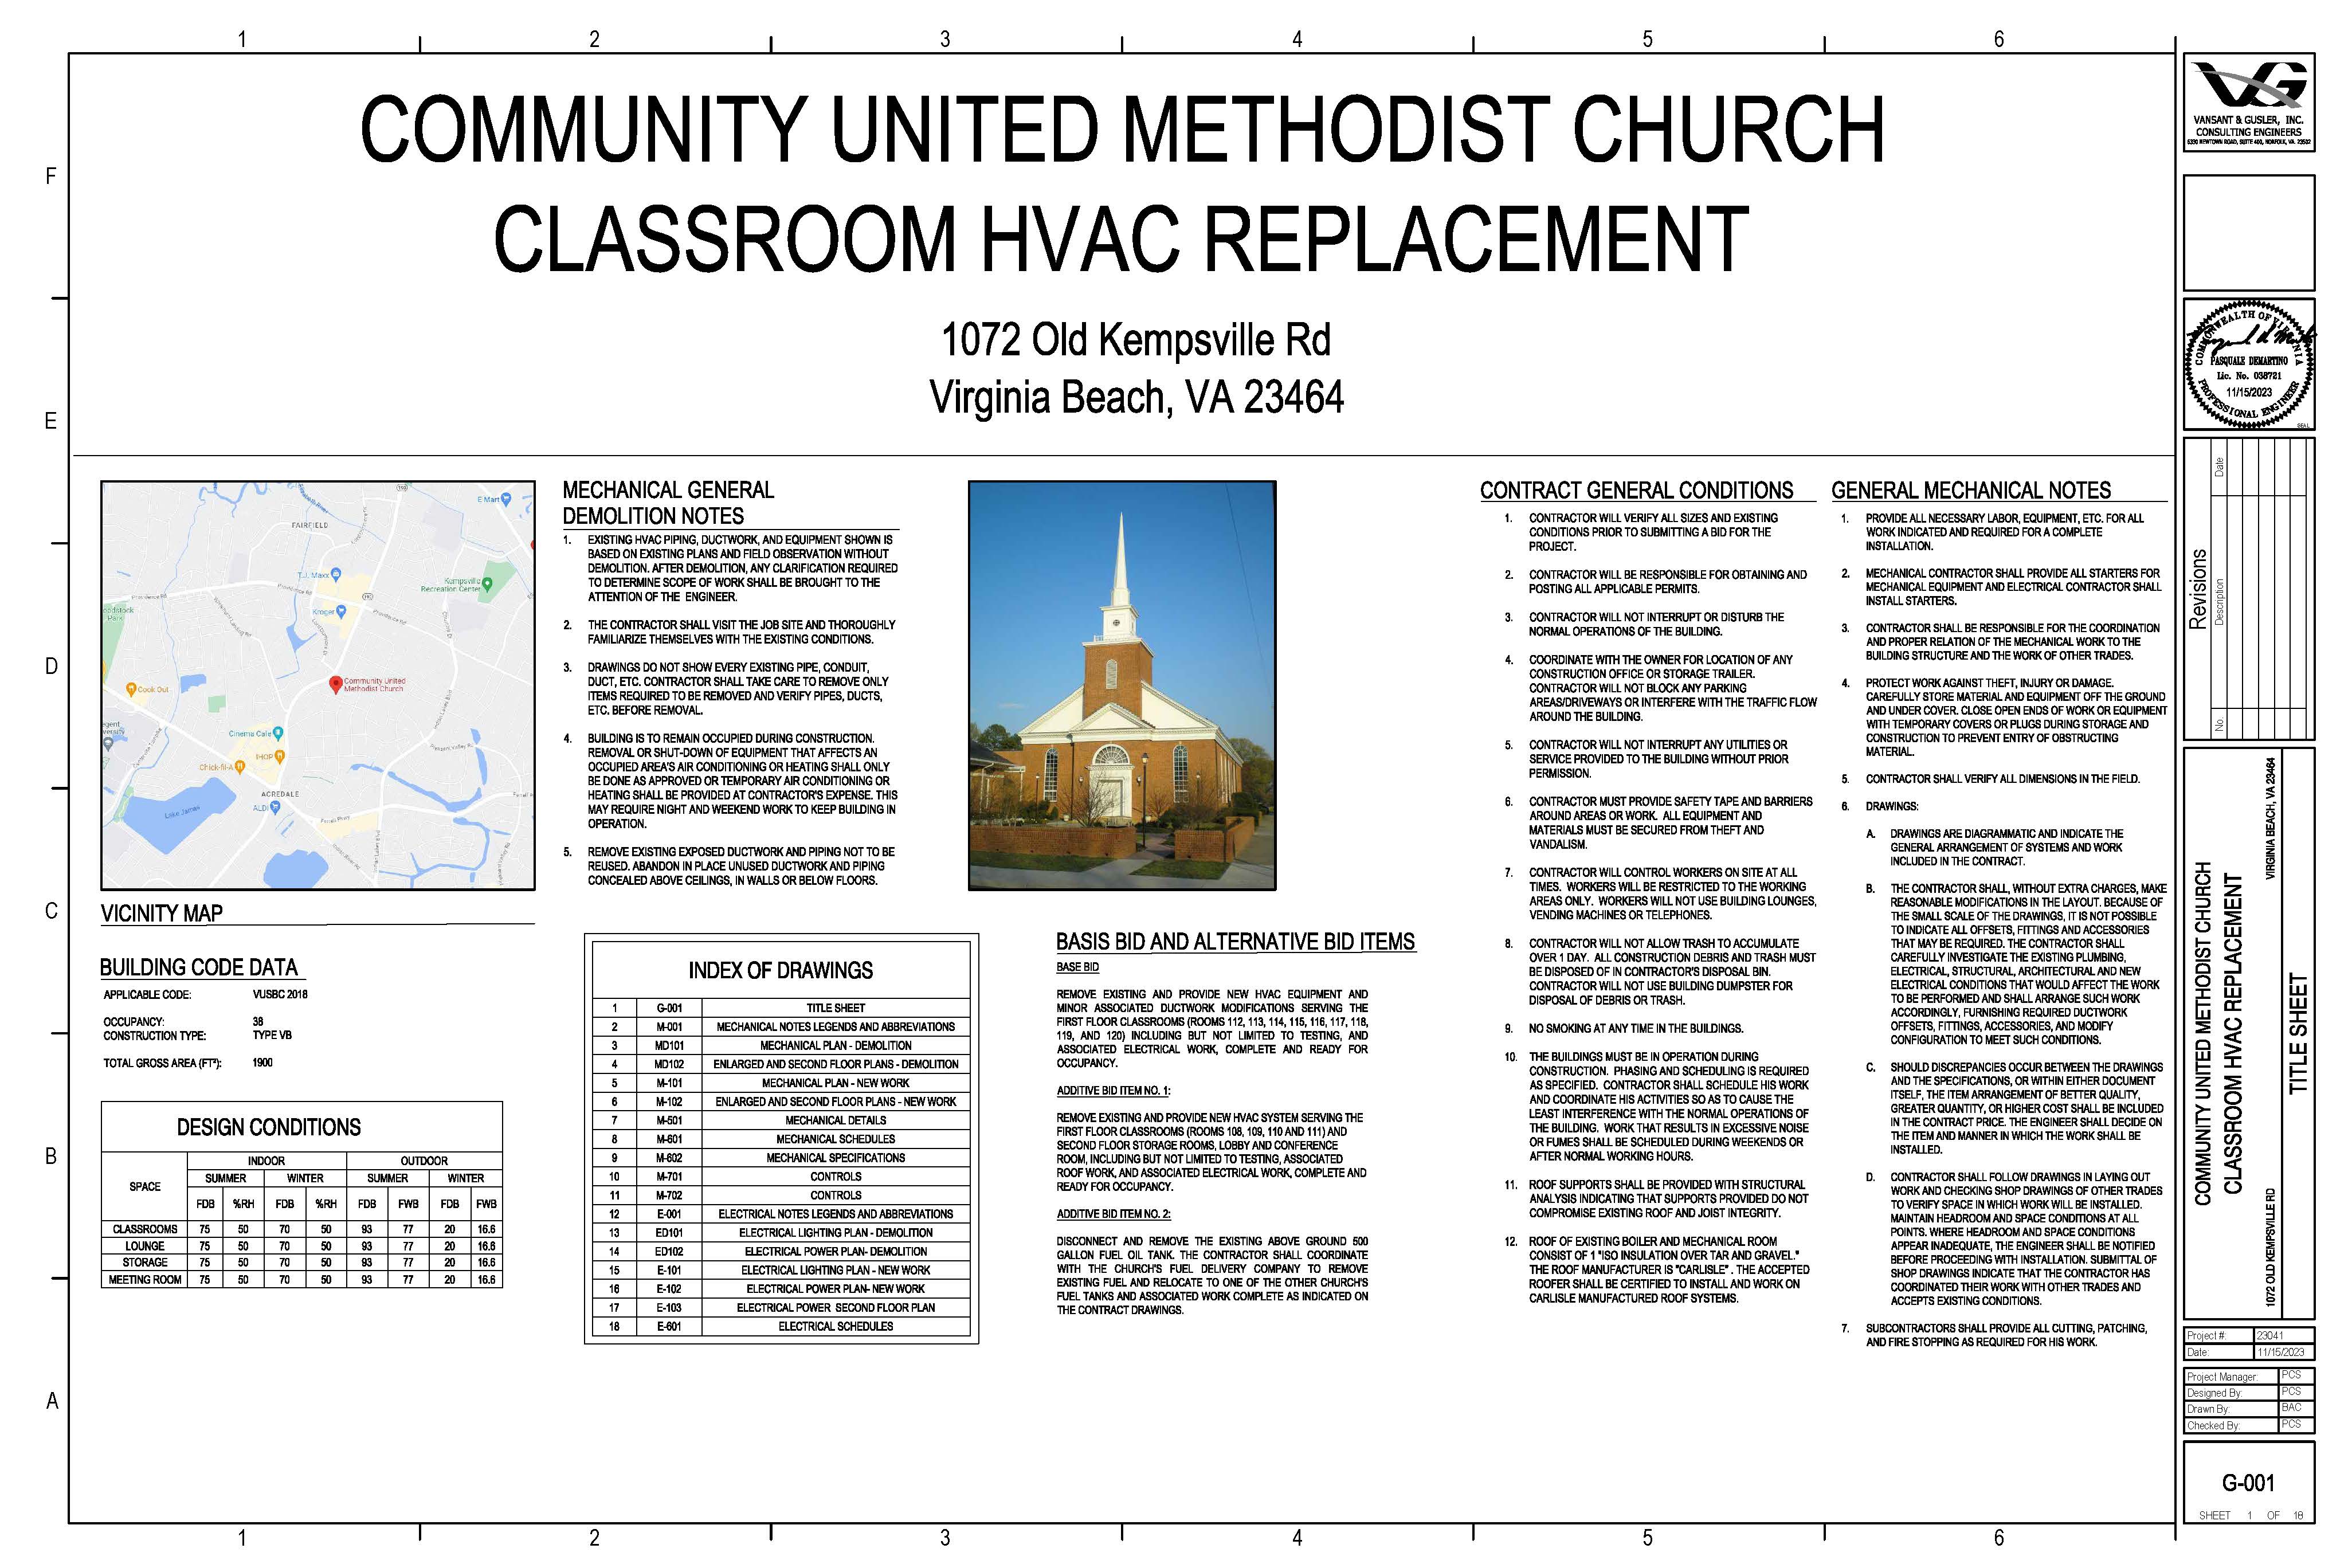 1 2 3 4 5 6
F
E
D
C
B
A
COMMUNITY UNITED METHODIST CHURCH
CLASSROOM HVAC REPLACEMENT
1072 Old Kempsville Rd
Virginia Beach, VA 23464
FAIRFIELD
E Mart
T.J. Maxx
Kempsville
Recreation Center
Kroger
Providence Rd
Cook Out
Community United
Methodist Church
Cinema Cafe
IHOP
Chick-fil-A
ACREDALE
ALDI
Lake James
VICINITY MAP
BUILDING CODE DATA
APPLICABLE CODE: VUSBC 2018
OCCUPANCY: 38
CONSTRUCTION TYPE: TYPE VB
TOTAL GROSS AREA (FT²): 1900
DESIGN CONDITIONS
SPACE INDOOR OUTDOOR
SUMMER WINTER SUMMER WINTER
FDB %RH FDB %RH FDB FWB FDB FWB
CLASSROOMS 75 50 70 50 93 77 20 16.6
LOUNGE 75 50 70 50 93 77 20 16.6
STORAGE 75 50 70 50 93 77 20 16.6
MEETING ROOM 75 50 70 50 93 77 20 16.6
MECHANICAL GENERAL
DEMOLITION NOTES
1. EXISTING HVAC PIPING, DUCTWORK, AND EQUIPMENT SHOWN IS
BASED ON EXISTING PLANS AND FIELD OBSERVATION WITHOUT
DEMOLITION. AFTER DEMOLITION, ANY CLARIFICATION REQUIRED
TO DETERMINE SCOPE OF WORK SHALL BE BROUGHT TO THE
ATTENTION OF THE ENGINEER.
2. THE CONTRACTOR SHALL VISIT THE JOB SITE AND THOROUGHLY
FAMILIARIZE THEMSELVES WITH THE EXISTING CONDITIONS.
3. DRAWINGS DO NOT SHOW EVERY EXISTING PIPE, CONDUIT,
DUCT, ETC. CONTRACTOR SHALL TAKE CARE TO REMOVE ONLY
ITEMS REQUIRED TO BE REMOVED AND VERIFY PIPES, DUCTS,
ETC. BEFORE REMOVAL.
4. BUILDING IS TO REMAIN OCCUPIED DURING CONSTRUCTION.
REMOVAL OR SHUT-DOWN OF EQUIPMENT THAT AFFECTS AN
OCCUPIED AREA'S AIR CONDITIONING OR HEATING SHALL ONLY
BE DONE AS APPROVED OR TEMPORARY AIR CONDITIONING OR
HEATING SHALL BE PROVIDED AT CONTRACTOR'S EXPENSE. THIS
MAY REQUIRE NIGHT AND WEEKEND WORK TO KEEP BUILDING IN
OPERATION.
5. REMOVE EXISTING EXPOSED DUCTWORK AND PIPING NOT TO BE
REUSED. ABANDON IN PLACE UNUSED DUCTWORK AND PIPING
CONCEALED ABOVE CEILINGS, IN WALLS OR BELOW FLOORS.
INDEX OF DRAWINGS
1 G-001 TITLE SHEET
2 M-001 MECHANICAL NOTES LEGENDS AND ABBREVIATIONS
3 MD101 MECHANICAL PLAN - DEMOLITION
4 MD102 ENLARGED AND SECOND FLOOR PLANS - DEMOLITION
5 M-101 MECHANICAL PLAN - NEW WORK
6 M-102 ENLARGED AND SECOND FLOOR PLANS - NEW WORK
7 M-501 MECHANICAL DETAILS
8 M-601 MECHANICAL SCHEDULES
9 M-602 MECHANICAL SPECIFICATIONS
10 M-701 CONTROLS
11 M-702 CONTROLS
12 E-001 ELECTRICAL NOTES LEGENDS AND ABBREVIATIONS
13 ED101 ELECTRICAL LIGHTING PLAN - DEMOLITION
14 ED102 ELECTRICAL POWER PLAN- DEMOLITION
15 E-101 ELECTRICAL LIGHTING PLAN - NEW WORK
16 E-102 ELECTRICAL POWER PLAN- NEW WORK
17 E-103 ELECTRICAL POWER SECOND FLOOR PLAN
18 E-601 ELECTRICAL SCHEDULES
BASIS BID AND ALTERNATIVE BID ITEMS
BASE BID
REMOVE EXISTING AND PROVIDE NEW HVAC EQUIPMENT AND
MINOR ASSOCIATED DUCTWORK MODIFICATIONS SERVING THE
FIRST FLOOR CLASSROOMS (ROOMS 112, 113, 114, 115, 116, 117, 118,
119, AND 120) INCLUDING BUT NOT LIMITED TO TESTING, AND
ASSOCIATED ELECTRICAL WORK, COMPLETE AND READY FOR
OCCUPANCY.
ADDITIVE BID ITEM NO. 1:
REMOVE EXISTING AND PROVIDE NEW HVAC SYSTEM SERVING THE
FIRST FLOOR CLASSROOMS (ROOMS 108, 109, 110 AND 111) AND
SECOND FLOOR STORAGE ROOMS, LOBBY AND CONFERENCE
ROOM, INCLUDING BUT NOT LIMITED TO TESTING, ASSOCIATED
ROOF WORK, AND ASSOCIATED ELECTRICAL WORK, COMPLETE AND
READY FOR OCCUPANCY.
ADDITIVE BID ITEM NO. 2:
DISCONNECT AND REMOVE THE EXISTING ABOVE GROUND 500
GALLON FUEL OIL TANK. THE CONTRACTOR SHALL COORDINATE
WITH THE CHURCH'S FUEL DELIVERY COMPANY TO REMOVE
EXISTING FUEL AND RELOCATE TO ONE OF THE OTHER CHURCH'S
FUEL TANKS AND ASSOCIATED WORK COMPLETE AS INDICATED ON
THE CONTRACT DRAWINGS.
CONTRACT GENERAL CONDITIONS
1. CONTRACTOR WILL VERIFY ALL SIZES AND EXISTING
CONDITIONS PRIOR TO SUBMITTING A BID FOR THE
PROJECT.
2. CONTRACTOR WILL BE RESPONSIBLE FOR OBTAINING AND
POSTING ALL APPLICABLE PERMITS.
3. CONTRACTOR WILL NOT INTERRUPT OR DISTURB THE
NORMAL OPERATIONS OF THE BUILDING.
4. COORDINATE WITH THE OWNER FOR LOCATION OF ANY
CONSTRUCTION OFFICE OR STORAGE TRAILER.
CONTRACTOR WILL NOT BLOCK ANY PARKING
AREAS/DRIVEWAYS OR INTERFERE WITH THE TRAFFIC FLOW
AROUND THE BUILDING.
5. CONTRACTOR WILL NOT INTERRUPT ANY UTILITIES OR
SERVICE PROVIDED TO THE BUILDING WITHOUT PRIOR
PERMISSION.
6. CONTRACTOR MUST PROVIDE SAFETY TAPE AND BARRIERS
AROUND AREAS OR WORK. ALL EQUIPMENT AND
MATERIALS MUST BE SECURED FROM THEFT AND
VANDALISM.
7. CONTRACTOR WILL CONTROL WORKERS ON SITE AT ALL
TIMES. WORKERS WILL BE RESTRICTED TO THE WORKING
AREAS ONLY. WORKERS WILL NOT USE BUILDING LOUNGES,
VENDING MACHINES OR TELEPHONES.
8. CONTRACTOR WILL NOT ALLOW TRASH TO ACCUMULATE
OVER 1 DAY. ALL CONSTRUCTION DEBRIS AND TRASH MUST
BE DISPOSED OF IN CONTRACTOR'S DISPOSAL BIN.
CONTRACTOR WILL NOT USE BUILDING DUMPSTER FOR
DISPOSAL OF DEBRIS OR TRASH.
9. NO SMOKING AT ANY TIME IN THE BUILDINGS.
10. THE BUILDINGS MUST BE IN OPERATION DURING
CONSTRUCTION. PHASING AND SCHEDULING IS REQUIRED
AS SPECIFIED. CONTRACTOR SHALL SCHEDULE HIS WORK
AND COORDINATE HIS ACTIVITIES SO AS TO CAUSE THE
LEAST INTERFERENCE WITH THE NORMAL OPERATIONS OF
THE BUILDING. WORK THAT RESULTS IN EXCESSIVE NOISE
OR FUMES SHALL BE SCHEDULED DURING WEEKENDS OR
AFTER NORMAL WORKING HOURS.
11. ROOF SUPPORTS SHALL BE PROVIDED WITH STRUCTURAL
ANALYSIS INDICATING THAT SUPPORTS PROVIDED DO NOT
COMPROMISE EXISTING ROOF AND JOIST INTEGRITY.
12. ROOF OF EXISTING BOILER AND MECHANICAL ROOM
CONSIST OF 1 "ISO INSULATION OVER TAR AND GRAVEL."
THE ROOF MANUFACTURER IS "CARLISLE" . THE ACCEPTED
ROOFER SHALL BE CERTIFIED TO INSTALL AND WORK ON
CARLISLE MANUFACTURED ROOF SYSTEMS.
GENERAL MECHANICAL NOTES
1. PROVIDE ALL NECESSARY LABOR, EQUIPMENT, ETC. FOR ALL
WORK INDICATED AND REQUIRED FOR A COMPLETE
INSTALLATION.
2. MECHANICAL CONTRACTOR SHALL PROVIDE ALL STARTERS FOR
MECHANICAL EQUIPMENT AND ELECTRICAL CONTRACTOR SHALL
INSTALL STARTERS.
3. CONTRACTOR SHALL BE RESPONSIBLE FOR THE COORDINATION
AND PROPER RELATION OF THE MECHANICAL WORK TO THE
BUILDING STRUCTURE AND THE WORK OF OTHER TRADES.
4. PROTECT WORK AGAINST THEFT, INJURY OR DAMAGE.
CAREFULLY STORE MATERIAL AND EQUIPMENT OFF THE GROUND
AND UNDER COVER. CLOSE OPEN ENDS OF WORK OR EQUIPMENT
WITH TEMPORARY COVERS OR PLUGS DURING STORAGE AND
CONSTRUCTION TO PREVENT ENTRY OF OBSTRUCTING
MATERIAL.
5. CONTRACTOR SHALL VERIFY ALL DIMENSIONS IN THE FIELD.
6. DRAWINGS:
A. DRAWINGS ARE DIAGRAMMATIC AND INDICATE THE
GENERAL ARRANGEMENT OF SYSTEMS AND WORK
INCLUDED IN THE CONTRACT.
B. THE CONTRACTOR SHALL, WITHOUT EXTRA CHARGES, MAKE
REASONABLE MODIFICATIONS IN THE LAYOUT. BECAUSE OF
THE SMALL SCALE OF THE DRAWINGS, IT IS NOT POSSIBLE
TO INDICATE ALL OFFSETS, FITTINGS AND ACCESSORIES
THAT MAY BE REQUIRED. THE CONTRACTOR SHALL
CAREFULLY INVESTIGATE THE EXISTING PLUMBING,
ELECTRICAL, STRUCTURAL, ARCHITECTURAL AND NEW
ELECTRICAL CONDITIONS THAT WOULD AFFECT THE WORK
TO BE PERFORMED AND SHALL ARRANGE SUCH WORK
ACCORDINGLY, FURNISHING REQUIRED DUCTWORK
OFFSETS, FITTINGS, ACCESSORIES, AND MODIFY
CONFIGURATION TO MEET SUCH CONDITIONS.
C. SHOULD DISCREPANCIES OCCUR BETWEEN THE DRAWINGS
AND THE SPECIFICATIONS, OR WITHIN EITHER DOCUMENT
ITSELF, THE ITEM ARRANGEMENT OF BETTER QUALITY,
GREATER QUANTITY, OR HIGHER COST SHALL BE INCLUDED
IN THE CONTRACT PRICE. THE ENGINEER SHALL DECIDE ON
THE ITEM AND MANNER IN WHICH THE WORK SHALL BE
INSTALLED.
D. CONTRACTOR SHALL FOLLOW DRAWINGS IN LAYING OUT
WORK AND CHECKING SHOP DRAWINGS OF OTHER TRADES
TO VERIFY SPACE IN WHICH WORK WILL BE INSTALLED.
MAINTAIN HEADROOM AND SPACE CONDITIONS AT ALL
POINTS. WHERE HEADROOM AND SPACE CONDITIONS
APPEAR INADEQUATE, THE ENGINEER SHALL BE NOTIFIED
BEFORE PROCEEDING WITH INSTALLATION. SUBMITTAL OF
SHOP DRAWINGS INDICATE THAT THE CONTRACTOR HAS
COORDINATED THEIR WORK WITH OTHER TRADES AND
ACCEPTS EXISTING CONDITIONS.
7. SUBCONTRACTORS SHALL PROVIDE ALL CUTTING, PATCHING,
AND FIRE STOPPING AS REQUIRED FOR HIS WORK.
VG
VANSANT & GUSLER, INC.
CONSULTING ENGINEERS
5330 NEWTOWN ROAD, SUITE 400, NORFOLK, VA. 23502
COMMONWEALTH OF VIRGINIA
PASQUALE DEMARTINO
Lic. No. 038721
11/15/2023
PROFESSIONAL ENGINEER
SEAL
Revisions
No. Description Date
COMMUNITY UNITED METHODIST CHURCH
CLASSROOM HVAC REPLACEMENT
1072 OLD KEMPSVILLE RD VIRGINIA BEACH, VA 23464
TITLE SHEET
Project #: 23041
Date: 11/15/2023
Project Manager: PCS
Designed By: PCS
Drawn By: BAC
Checked By: PCS
G-001
SHEET 1 OF 18
1 2 3 4 5 6